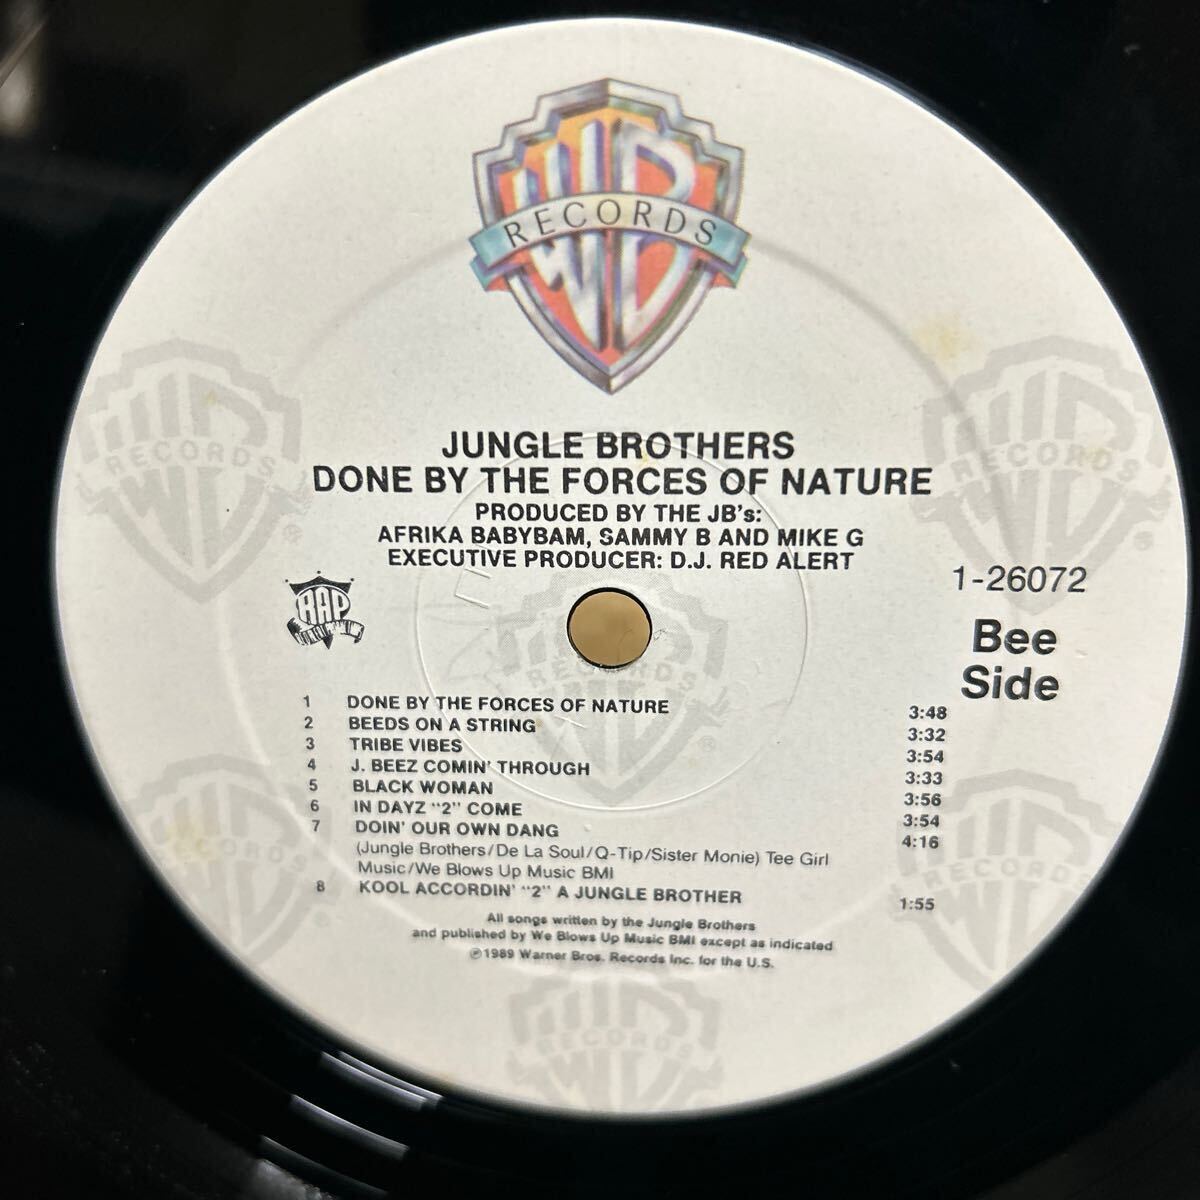 WB
RECORDS
JUNGLE BROTHERS
DONE BY THE FORCES OF NATURE
PRODUCED BY THE JB's:
AFRIKA BABYBAM, SAMMY B AND MIKE G
EXECUTIVE PRODUCER: D.J. RED ALERT
1-26072
Bee
Side
RAP
1 DONE BY THE FORCES OF NATURE 3:48
2 BEEDS ON A STRING 3:32
3 TRIBE VIBES 3:54
4 J. BEEZ COMIN' THROUGH 3:33
5 BLACK WOMAN 3:56
6 IN DAYZ "2" COME 3:54
7 DOIN' OUR OWN DANG 4:16
(Jungle Brothers/De La Soul/Q-Tip/Sister Monie) Tee Girl
Music/We Blows Up Music BMI
8 KOOL ACCORDIN' "2" A JUNGLE BROTHER 1:55
All songs written by the Jungle Brothers
and published by We Blows Up Music BMI except as indicated
℗1989 Warner Bros. Records Inc. for the U.S.